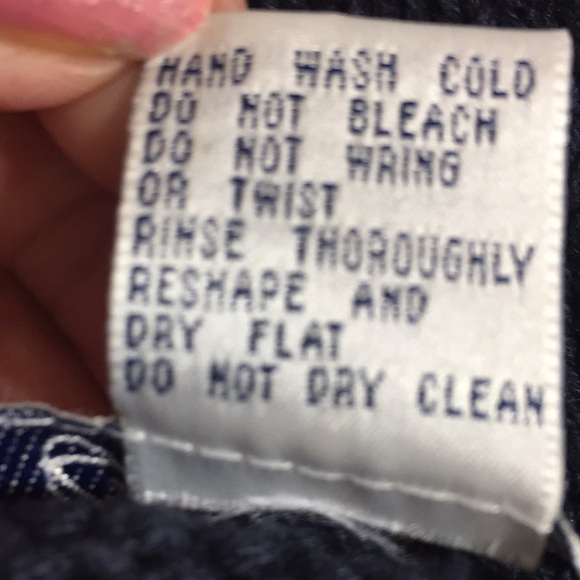 HAND WASH COLD
DO NOT BLEACH
DO NOT WRING
OR TWIST
RINSE THOROUGHLY
RESHAPE AND
DRY FLAT
DO NOT DRY CLEAN